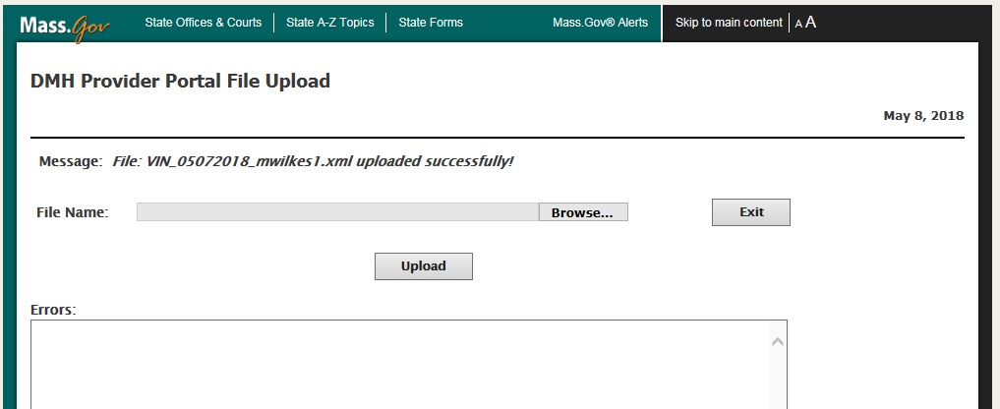 Mass.Gov State Offices & Courts State A-Z Topics State Forms Mass.Gov® Alerts Skip to main content A A
DMH Provider Portal File Upload
May 8, 2018
Message: File: VIN_05072018_mwilkes1.xml uploaded successfully!
File Name: Browse... Exit
Upload
Errors: